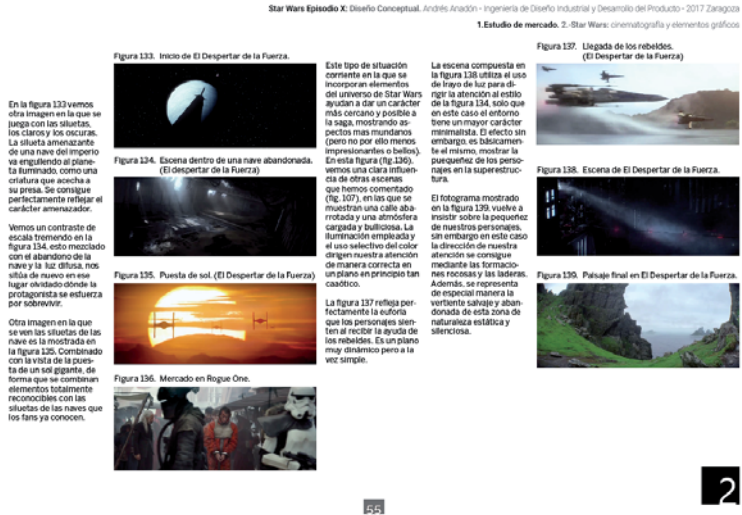 Star Wars Episodio X: Diseño Conceptual. Andrés Anadón - Ingeniería de Diseño Industrial y Desarrollo del Producto - 2017 Zaragoza
1.Estudio de mercado. 2.-Star Wars: cinematografía y elementos gráficos
En la figura 133 vemos
otra imagen en la que se
juega con las siluetas,
los claros y los oscuras.
La silueta amenazante
de una nave del imperio
va engullendo al plane-
ta iluminado, como una
criatura que acecha a
su presa. Se consigue
perfectamente reflejar el
carácter amenazador.
Vemos un contraste de
escala tremendo en la
figura 134, esto mezclado
con el abandono de la
nave y la luz difusa, nos
sitúa de nuevo en ese
lugar olvidado dónde la
protagonista se esfuerza
por sobrevivir.
Otra imagen en la que
se ven las siluetas de las
nave es la mostrada en
la figura 135. Combinado
con la vista de la pues-
ta de un sol gigante, de
forma que se combinan
elementos totalmente
reconocibles con las
siluetas de las naves que
los fans ya conocen.
Figura 133. Inicio de El Despertar de la Fuerza.
Figura 134. Escena dentro de una nave abandonada.
(El despertar de la Fuerza)
Figura 135. Puesta de sol. (El Despertar de la Fuerza)
Figura 136. Mercado en Rogue One.
Este tipo de situación
corriente en la que se
incorporan elementos
del universo de Star Wars
ayudan a dar un carácter
más cercano y posible a
la saga, mostrando as-
pectos mas mundanos
(pero no por ello menos
impresionantes o bellos).
En esta figura (fig.136),
vemos una clara influen-
cia de otras escenas
que hemos comentado
(fig. 107), en las que se
muestran una calle aba-
rrotada y una atmósfera
cargada y bulliciosa. La
iluminación empleada y
el uso selectivo del color
dirigen nuestra atención
de manera correcta en
un plano en principio tan
caaótico.
La figura 137 refleja per-
fectamente la euforia
que los personajes sien-
ten al recibir la ayuda de
los rebeldes. Es un plano
muy dinámico pero a la
vez simple.
La escena compuesta en
la figura 138 utiliza el uso
de lrayo de luz para di-
rigir la atención al estilo
de la figura 134, solo que
en este caso el entorno
tiene un mayor carácter
minimalista. El efecto sin
embargo, es básicamen-
te el mismo, mostrar la
puequeñez de los perso-
najes en la superestruc-
tura.
El fotograma mostrado
en la figura 139, vuelve a
insistir sobre la pequeñez
de nuestros personajes,
sin embargo en este caso
la dirección de nuestra
atención se consigue
mediante las formacio-
nes rocosas y las laderas.
Además, se representa
de especial manera la
vertiente salvaje y aban-
donada de esta zona de
naturaleza estática y
silenciosa.
Figura 137. Llegada de los rebeldes.
(El Despertar de la Fuerza)
Figura 138. Escena de El Despertar de la Fuerza.
Figura 139. Paisaje final en El Despertar de la Fuerza.
55
2